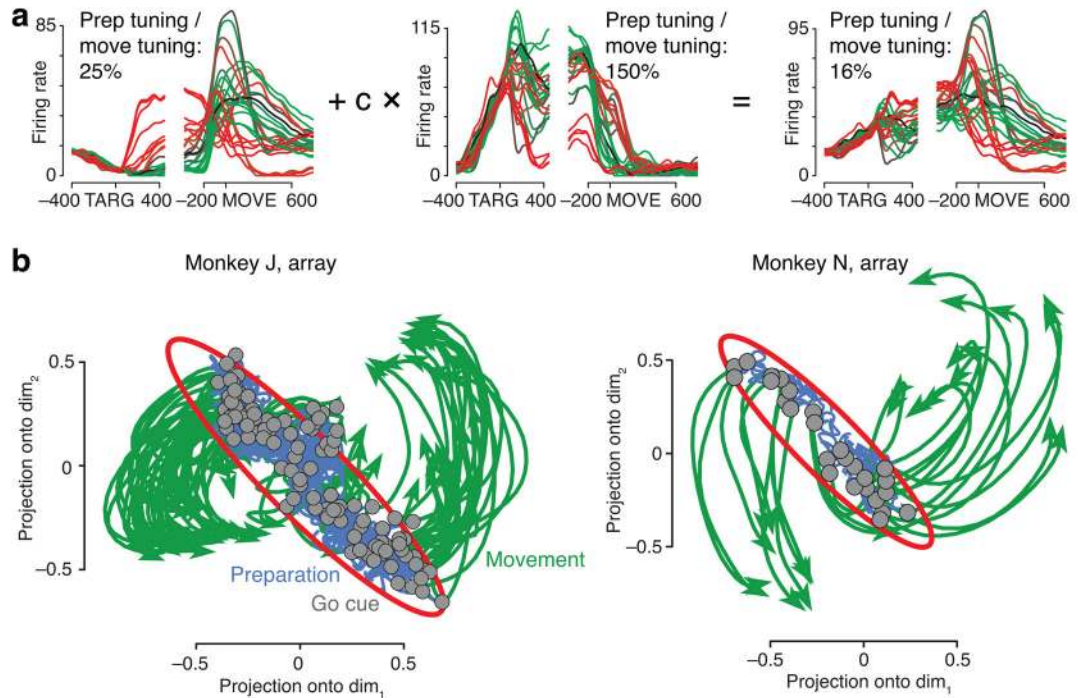 a
85
Firing rate
0
Prep tuning /
move tuning:
25%
−400 TARG 400
−200 MOVE 600
+ c ×
115
Firing rate
0
Prep tuning /
move tuning:
150%
−400 TARG 400
−200 MOVE 600
=
95
Firing rate
0
Prep tuning /
move tuning:
16%
−400 TARG 400
−200 MOVE 600
b
Monkey J, array
0.5
0
−0.5
Projection onto dim2
Preparation
Go cue
Movement
−0.5 0 0.5
Projection onto dim1
Monkey N, array
0.5
0
−0.5
Projection onto dim2
−0.5 0 0.5
Projection onto dim1